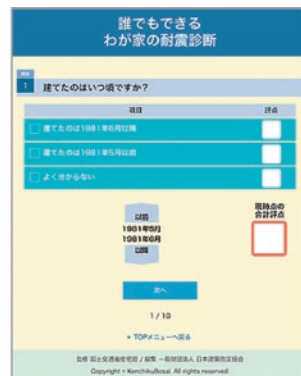 誰でもできる
わが家の耐震診断
問診
1 建てたのはいつ頃ですか?
項目 評点
建てたのは1981年6月以降
建てたのは1981年5月以前
よく分からない
以前
1981年5月
1981年6月
以降
現時点の
合計評点
次へ
1 / 10
TOPメニューへ戻る
監修 国土交通省住宅局 / 編集 一般財団法人 日本建築防災協会
Copyright © KenchikuBosai. All rights reserved